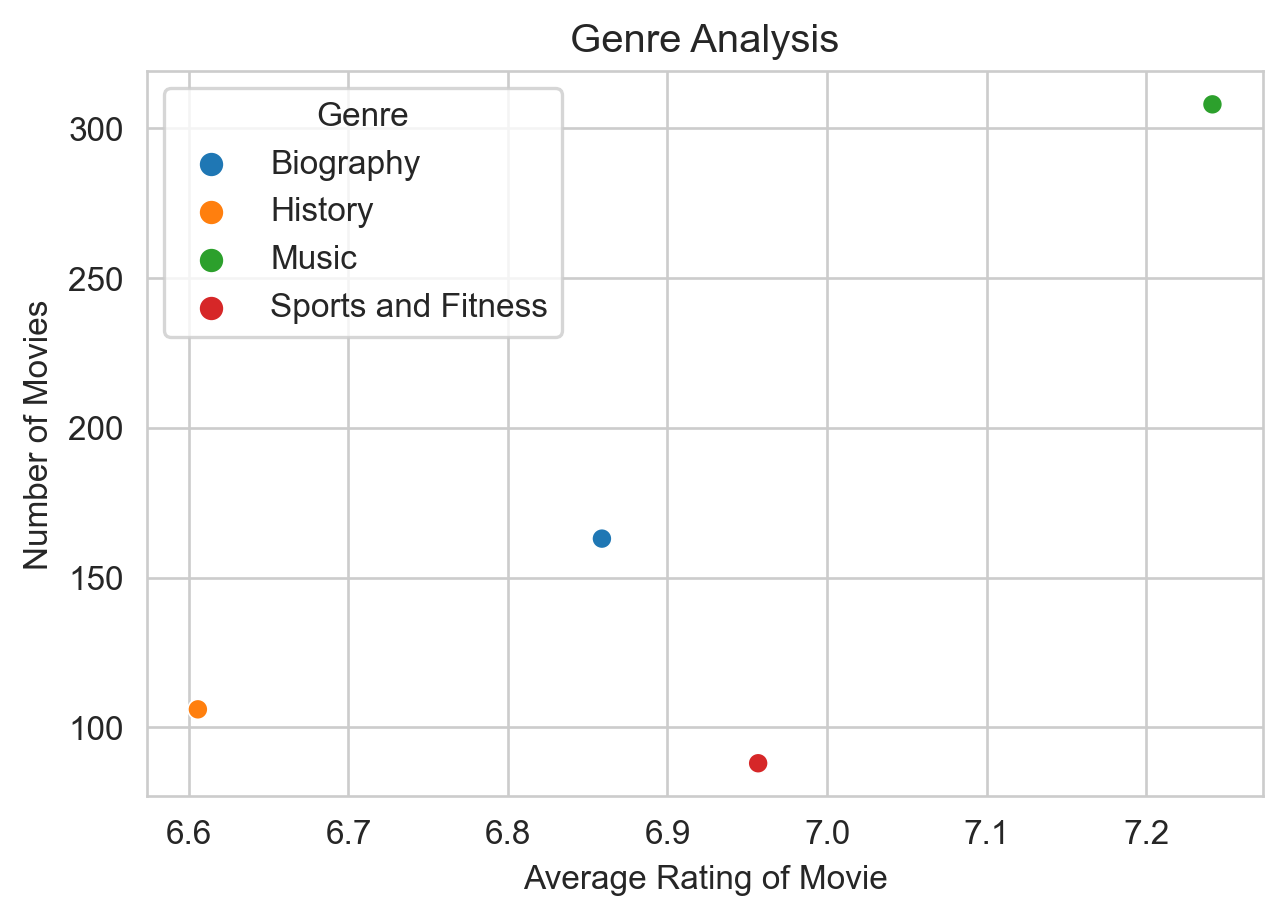 Genre Analysis
Genre
Biography
History
Music
Sports and Fitness
Number of Movies
300
250
200
150
100
6.6 6.7 6.8 6.9 7.0 7.1 7.2
Average Rating of Movie